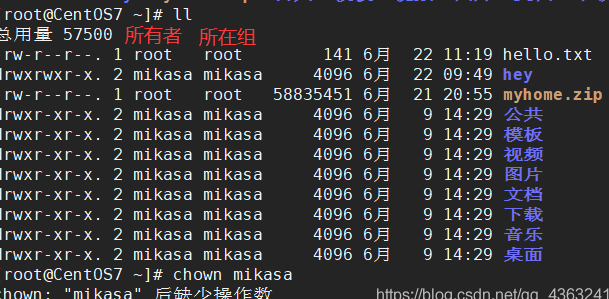 [root@CentOS7 ~]# ll
总用量 57500 所有者 所在组
rw-r--r--. 1 root root 141 6月 22 11:19 hello.txt
drwxrwxr-x. 2 mikasa mikasa 4096 6月 22 09:49 hey
rw-r--r--. 1 root root 58835451 6月 21 20:55 myhome.zip
drwxr-xr-x. 2 mikasa mikasa 4096 6月 9 14:29 公共
drwxr-xr-x. 2 mikasa mikasa 4096 6月 9 14:29 模板
drwxr-xr-x. 2 mikasa mikasa 4096 6月 9 14:29 视频
drwxr-xr-x. 2 mikasa mikasa 4096 6月 9 14:29 图片
drwxr-xr-x. 2 mikasa mikasa 4096 6月 9 14:29 文档
drwxr-xr-x. 2 mikasa mikasa 4096 6月 9 14:29 下载
drwxr-xr-x. 2 mikasa mikasa 4096 6月 9 14:29 音乐
drwxr-xr-x. 2 mikasa mikasa 4096 6月 9 14:29 桌面
[root@CentOS7 ~]# chown mikasa
chown: "mikasa" 后缺少操作数
https://blog.csdn.net/qq_4363241